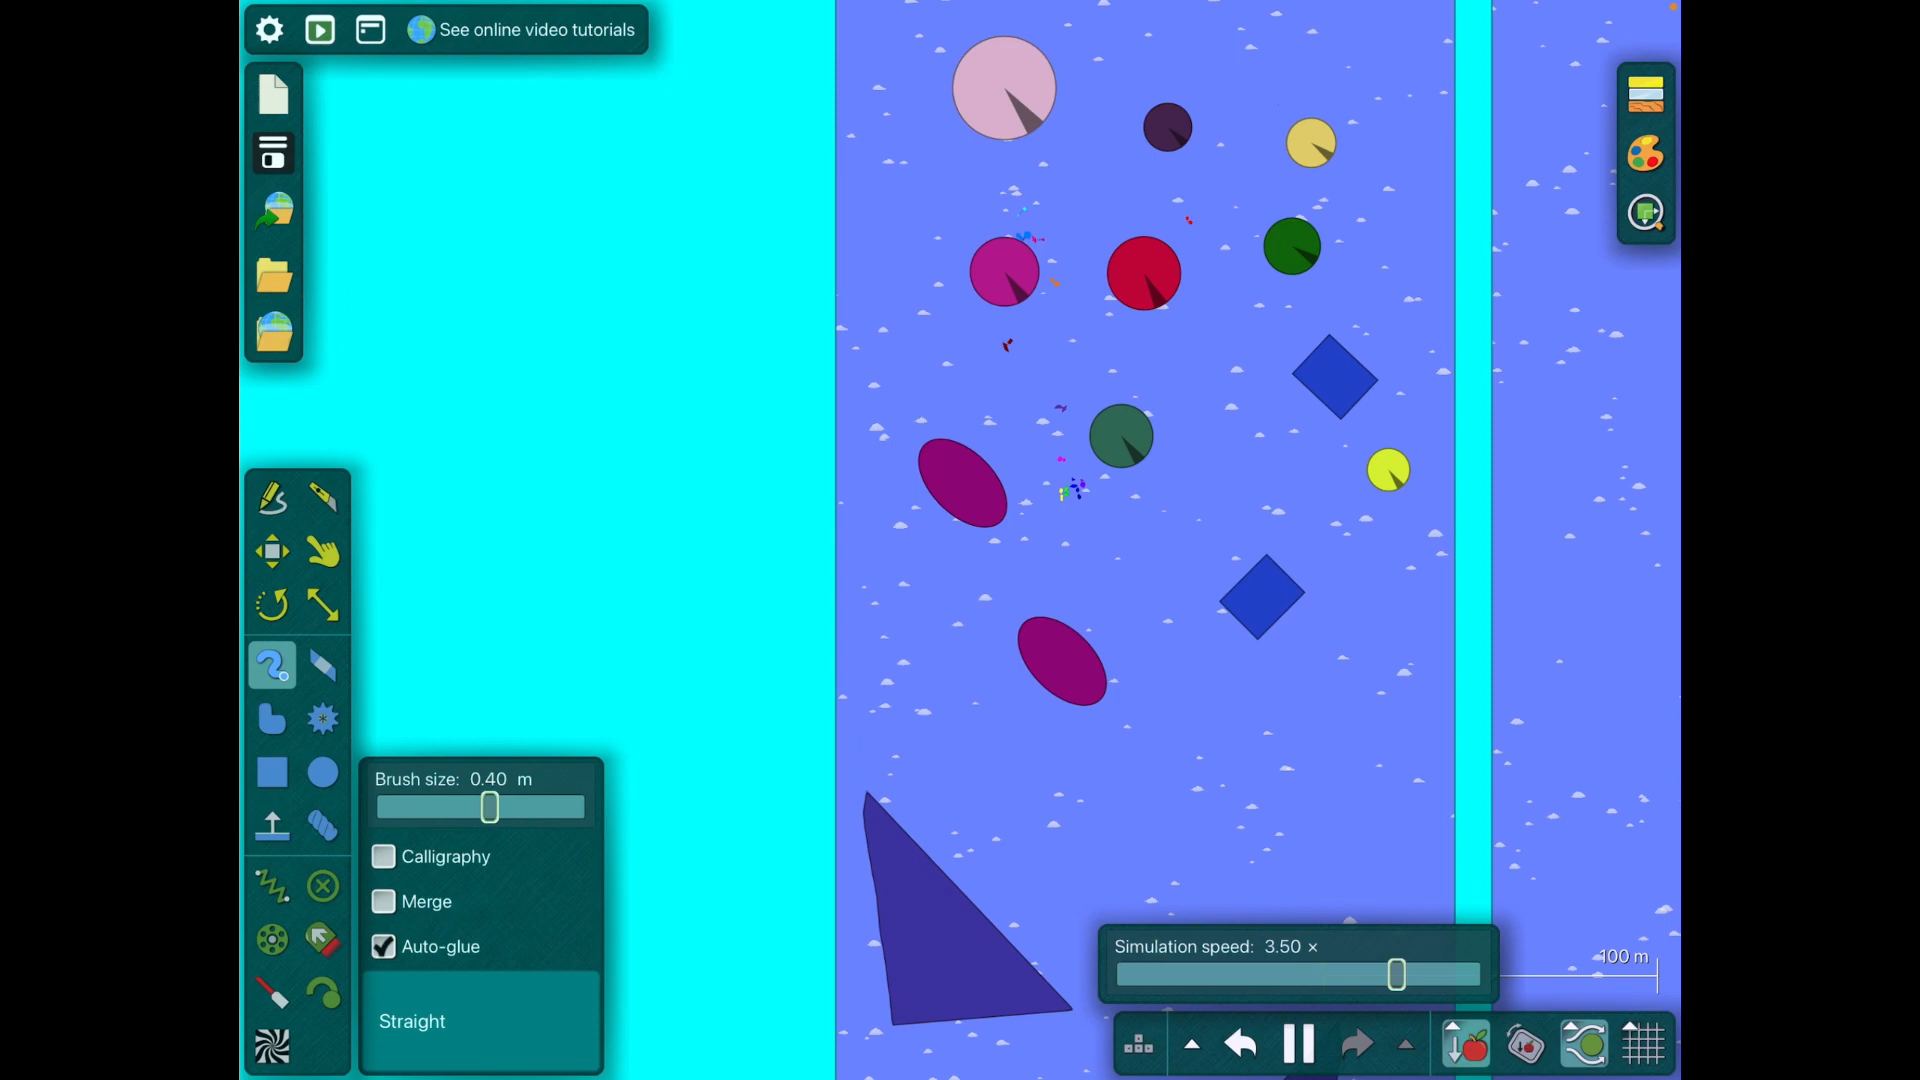 See online video tutorials
Brush size: 0.40 m
Calligraphy
Merge
Auto-glue
Straight
Simulation speed: 3.50 ×
100 m